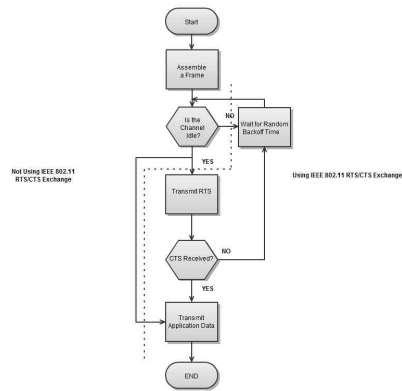 Start
Assemble
a Frame
Is the
Channel
Idle?
NO
Wait for Random
Backoff Time
YES
Not Using IEEE 802.11
RTS/CTS Exchange
Using IEEE 802.11 RTS/CTS Exchange
Transmit RTS
CTS Received?
NO
YES
Transmit
Application Data
END